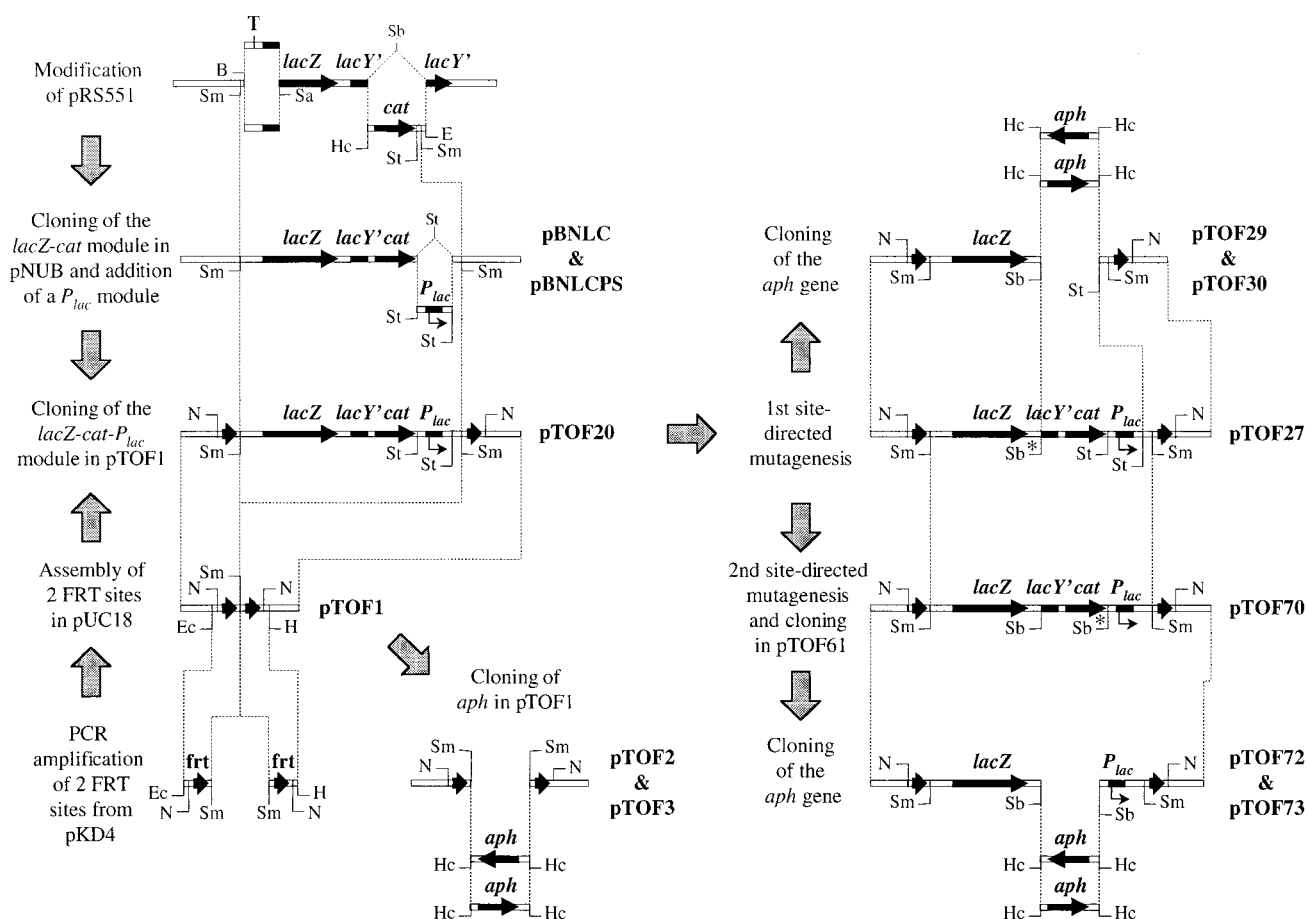 T
Sb
lacZ lacY' lacY'
Modification
of pRS551
B
Sm
Sa
cat
Hc
E
St
Sm
Cloning of the
lacZ-cat module in
pNUB and addition
of a Plac module
St
lacZ lacY' cat
Sm
Sm
pBNLC
&
pBNLCPS
Plac
St
St
Cloning of the
lacZ-cat-Plac
module in pTOF1
N
lacZ lacY' cat Plac
N
Sm
St
St
Sm
pTOF20
Assembly of
2 FRT sites
in pUC18
Sm
N
N
pTOF1
Ec
H
PCR
amplification
of 2 FRT
sites from
pKD4
frt
frt
Ec
N
Sm
Sm
N
H
Cloning of
aph in pTOF1
Sm
Sm
N
N
pTOF2
&
pTOF3
aph
Hc
Hc
aph
Hc
Hc
aph
Hc
Hc
aph
Hc
Hc
Cloning
of the
aph gene
N
lacZ
N
Sm
Sb
St
Sm
pTOF29
&
pTOF30
1st site-
directed
mutagenesis
N
lacZ lacY' cat Plac
N
Sm
Sb
*
St
St
Sm
pTOF27
2nd site-directed
mutagenesis
and cloning
in pTOF61
N
lacZ lacY' cat Plac
N
Sm
Sb
Sb
*
Sm
pTOF70
Cloning
of the
aph gene
N
lacZ
Plac
N
Sm
Sb
Sb
Sm
pTOF72
&
pTOF73
aph
Hc
Hc
aph
Hc
Hc